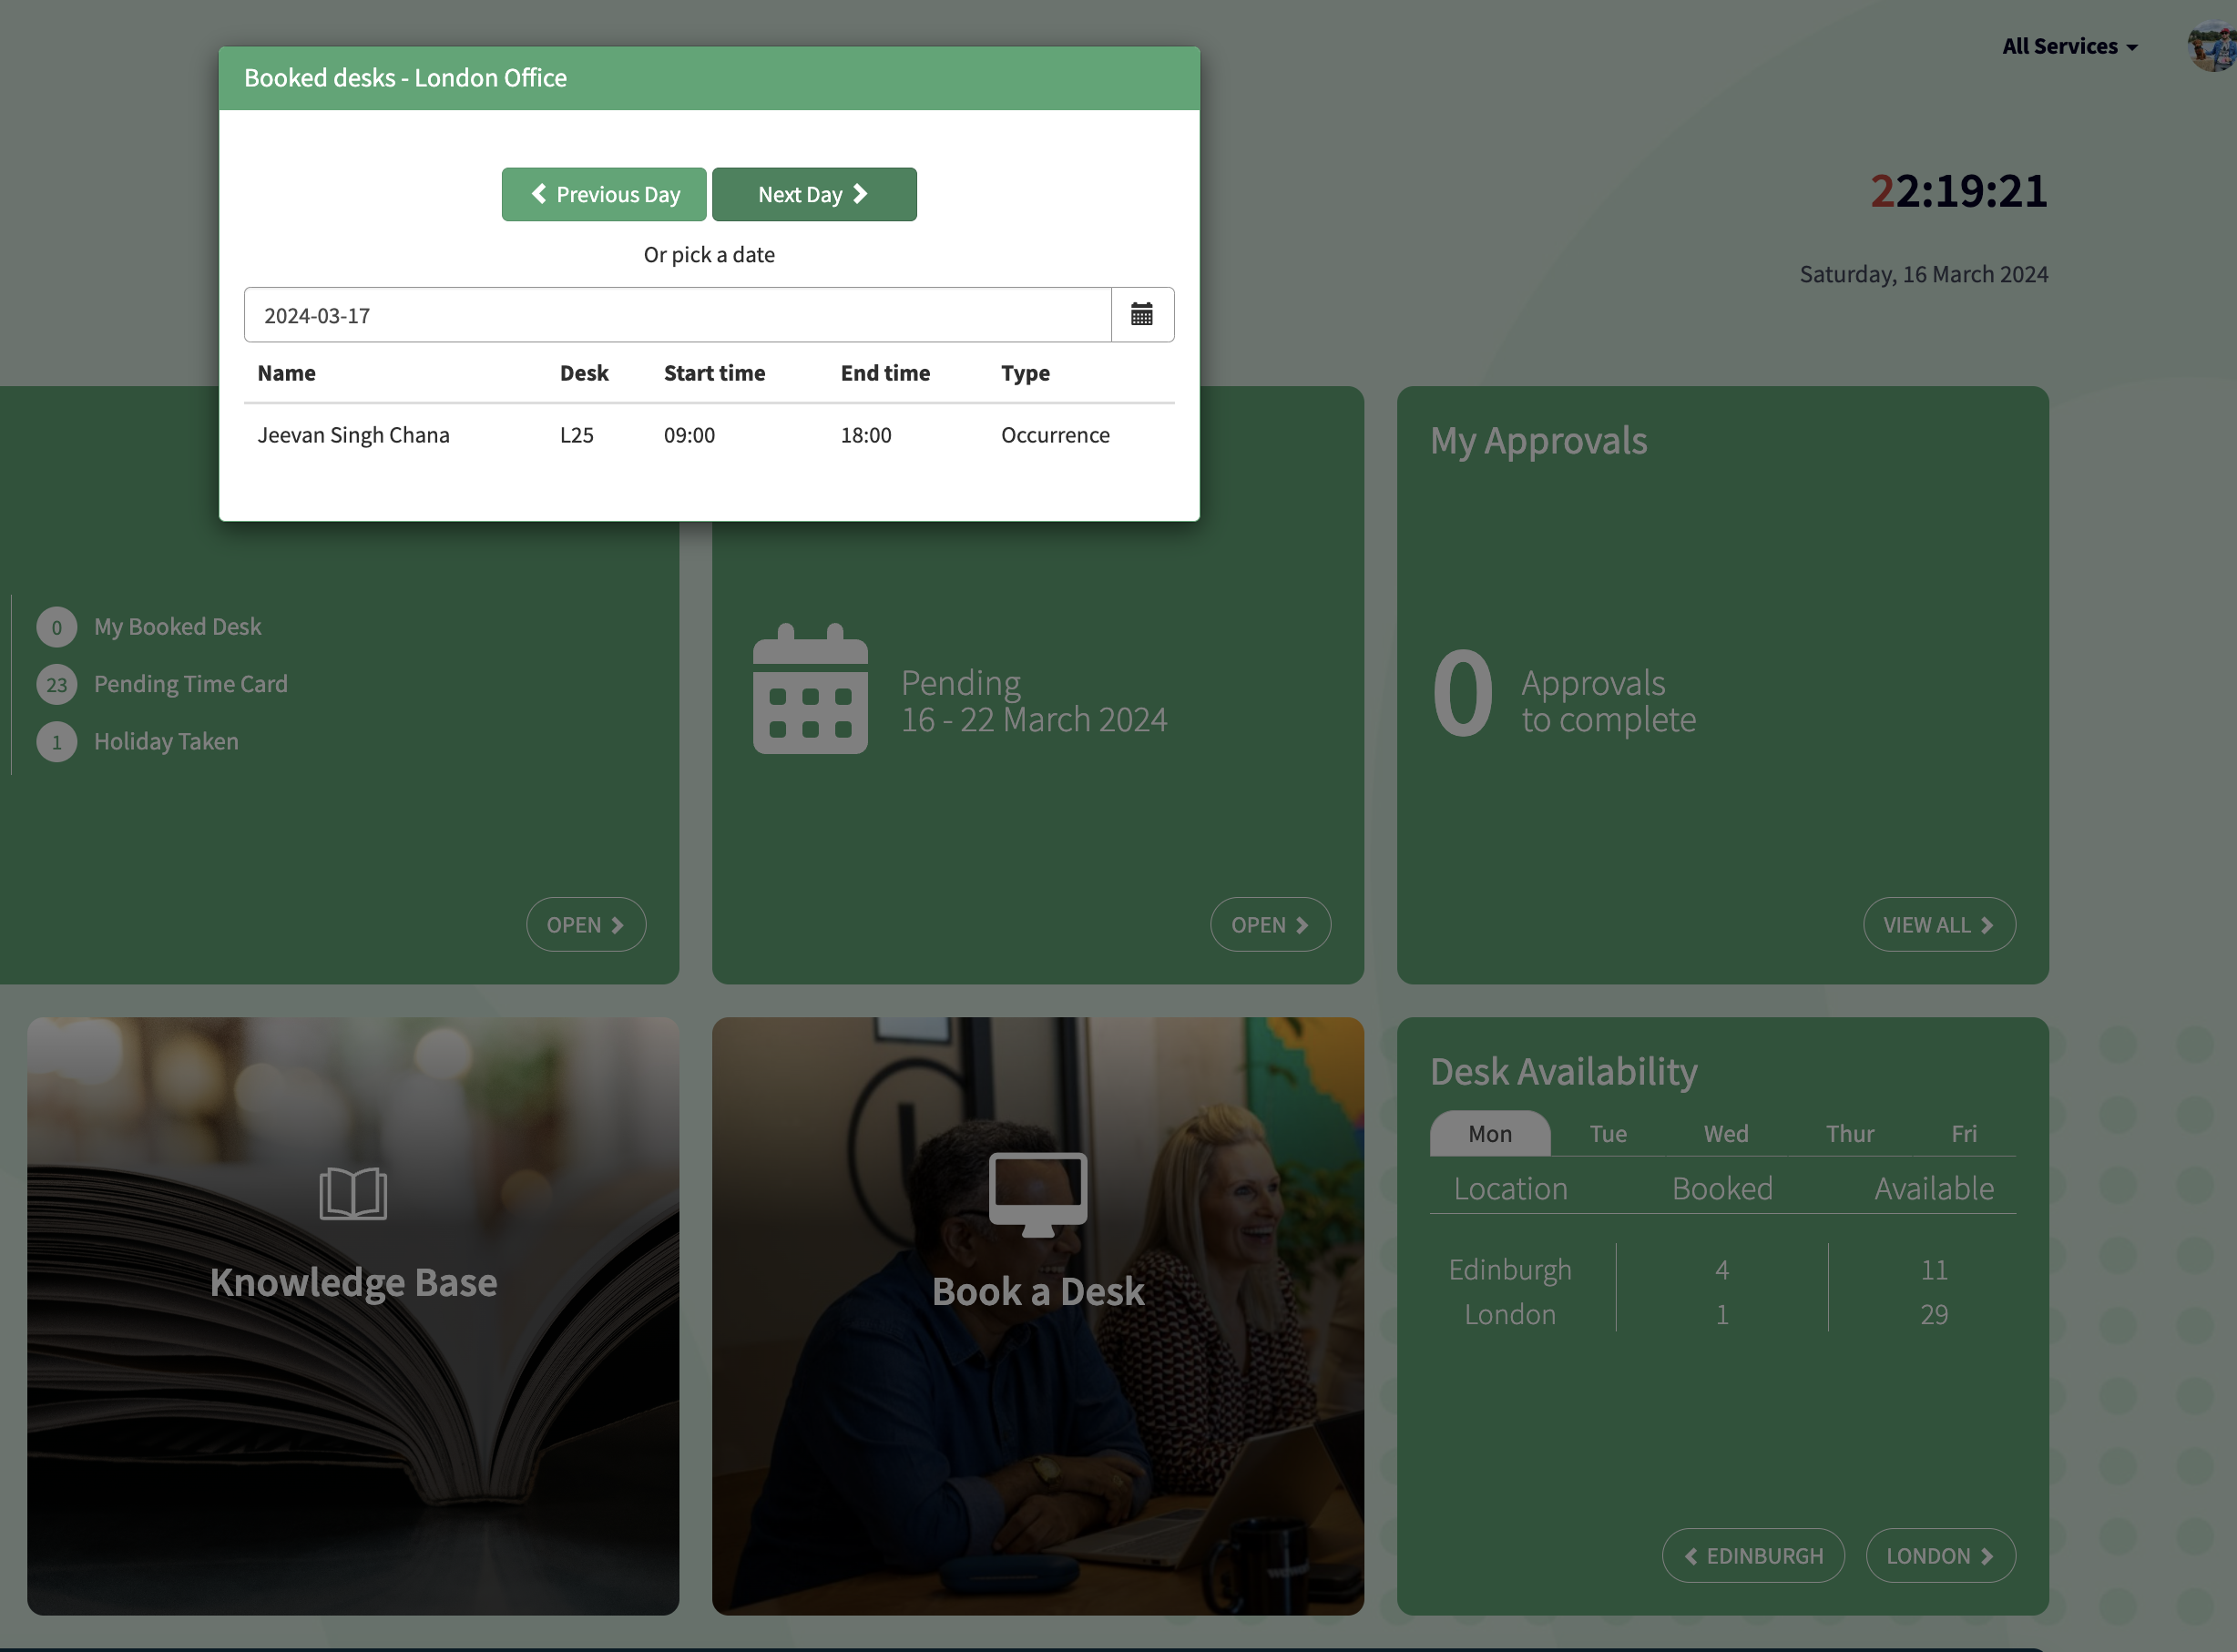 All Services
Booked desks - London Office
Previous Day
Next Day
22:19:21
Or pick a date
Saturday, 16 March 2024
2024-03-17
Name Desk Start time End time Type
Jeevan Singh Chana L25 09:00 18:00 Occurrence
0 My Booked Desk
23 Pending Time Card
1 Holiday Taken
OPEN
Pending
16 - 22 March 2024
OPEN
My Approvals
0 Approvals
to complete
VIEW ALL
Knowledge Base
Book a Desk
Desk Availability
Mon Tue Wed Thur Fri
Location Booked Available
Edinburgh 4 11
London 1 29
EDINBURGH
LONDON